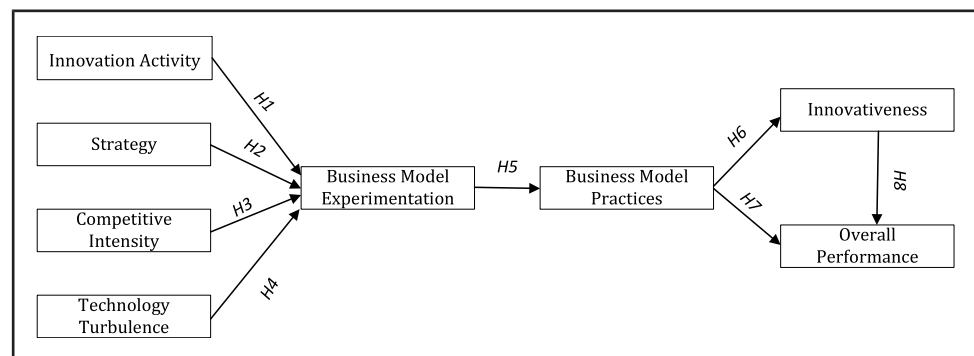 Innovation Activity
H1
Strategy
H2
Competitive
Intensity
H3
Technology
Turbulence
H4
Business Model
Experimentation
H5
Business Model
Practices
H6
H7
Innovativeness
H8
Overall
Performance